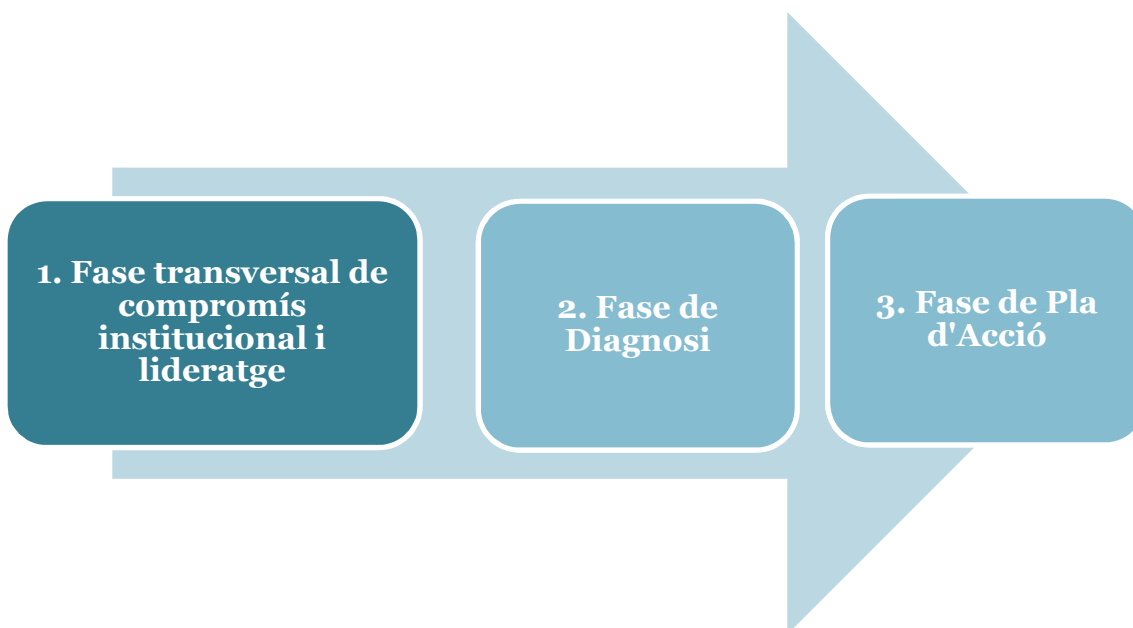 1. Fase transversal de
compromís
institucional i
lideratge
2. Fase de
Diagnosi
3. Fase de Pla
d'Acció